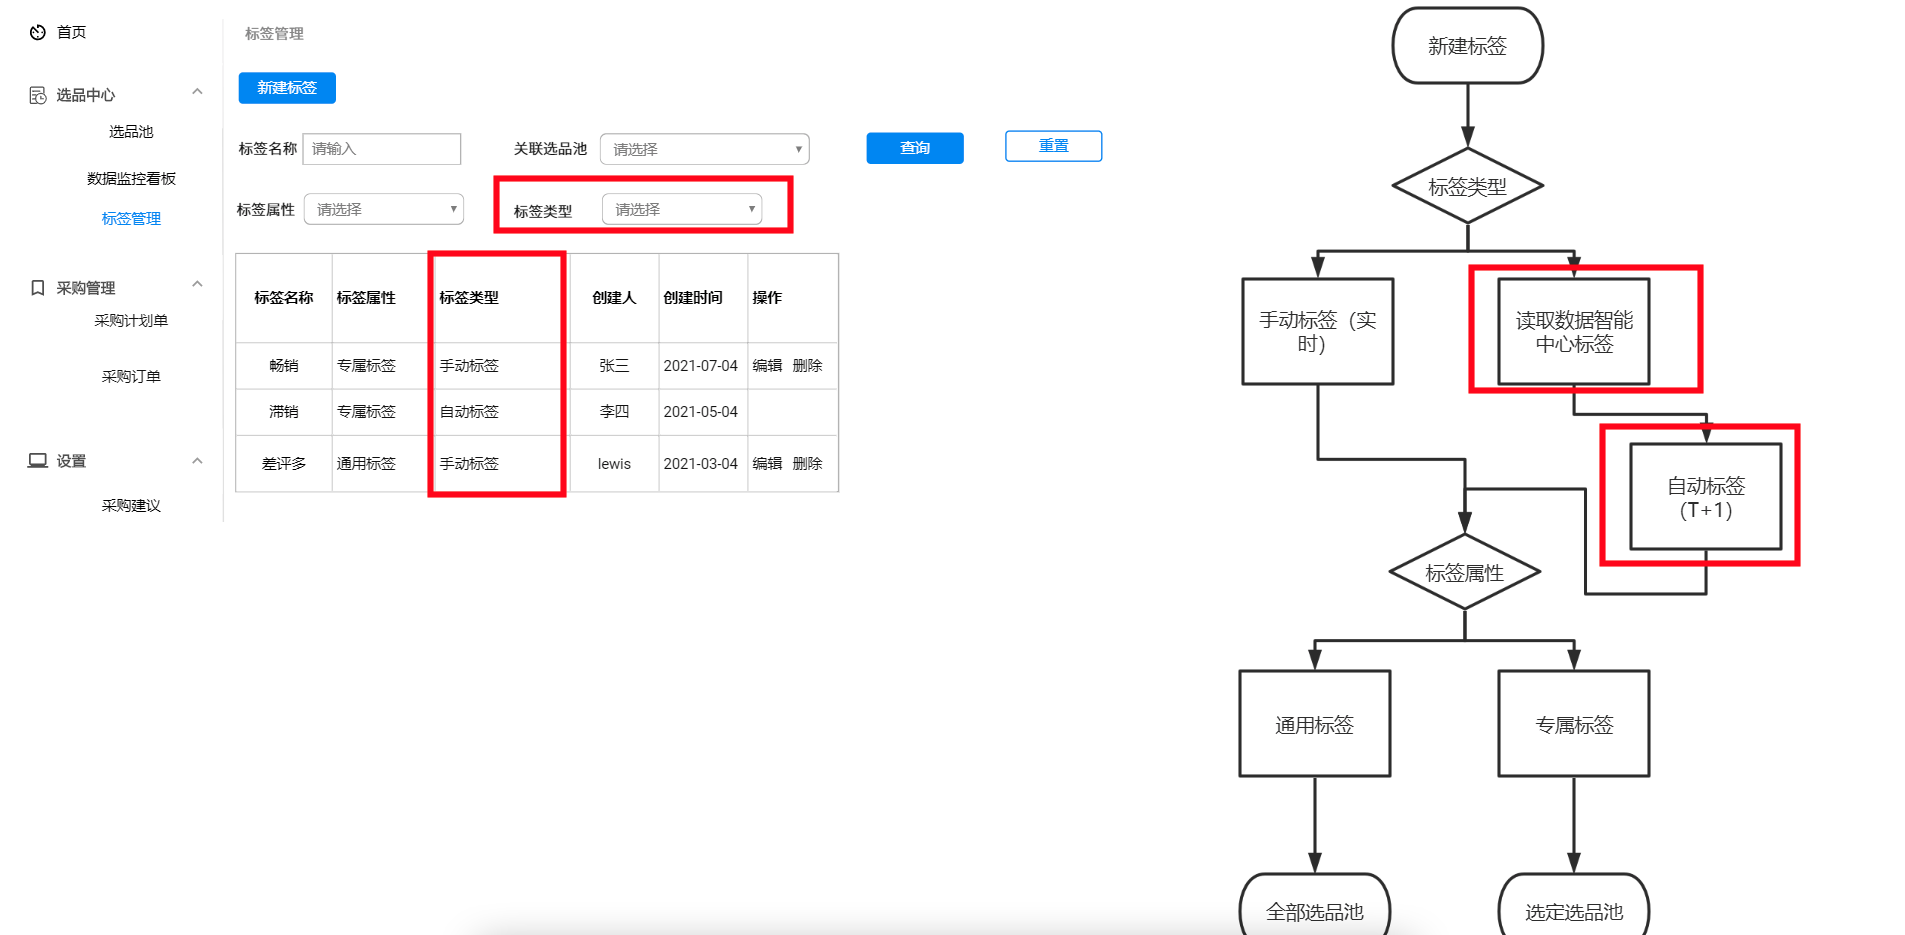 首页
选品中心
选品池
数据监控看板
标签管理
采购管理
采购计划单
采购订单
设置
采购建议
标签管理
新建标签
标签名称 请输入 关联选品池 请选择 查询 重置
标签属性 请选择 标签类型 请选择
标签名称 标签属性 标签类型 创建人 创建时间 操作
畅销 专属标签 手动标签 张三 2021-07-04 编辑 删除
滞销 专属标签 自动标签 李四 2021-05-04
差评多 通用标签 手动标签 lewis 2021-03-04 编辑 删除
新建标签
标签类型
手动标签（实
时）
读取数据智能
中心标签
自动标签
（T+1）
标签属性
通用标签
专属标签
全部选品池
选定选品池